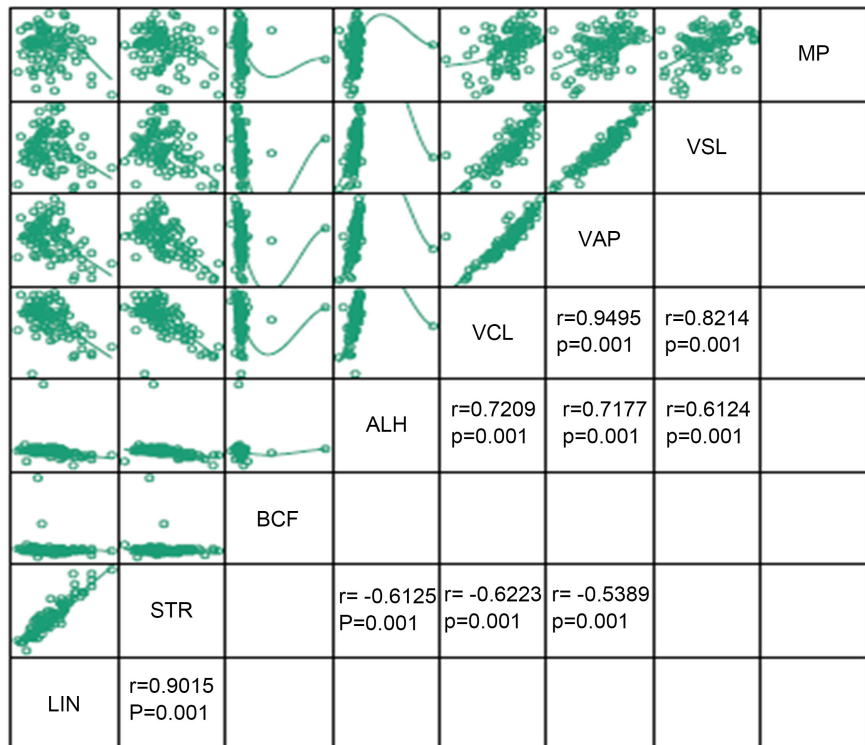 MP
VSL
VAP
VCL
r=0.9495
p=0.001
r=0.8214
p=0.001
ALH
r=0.7209
p=0.001
r=0.7177
p=0.001
r=0.6124
p=0.001
BCF
STR
r= -0.6125
P=0.001
r= -0.6223
p=0.001
r= -0.5389
p=0.001
LIN
r=0.9015
P=0.001